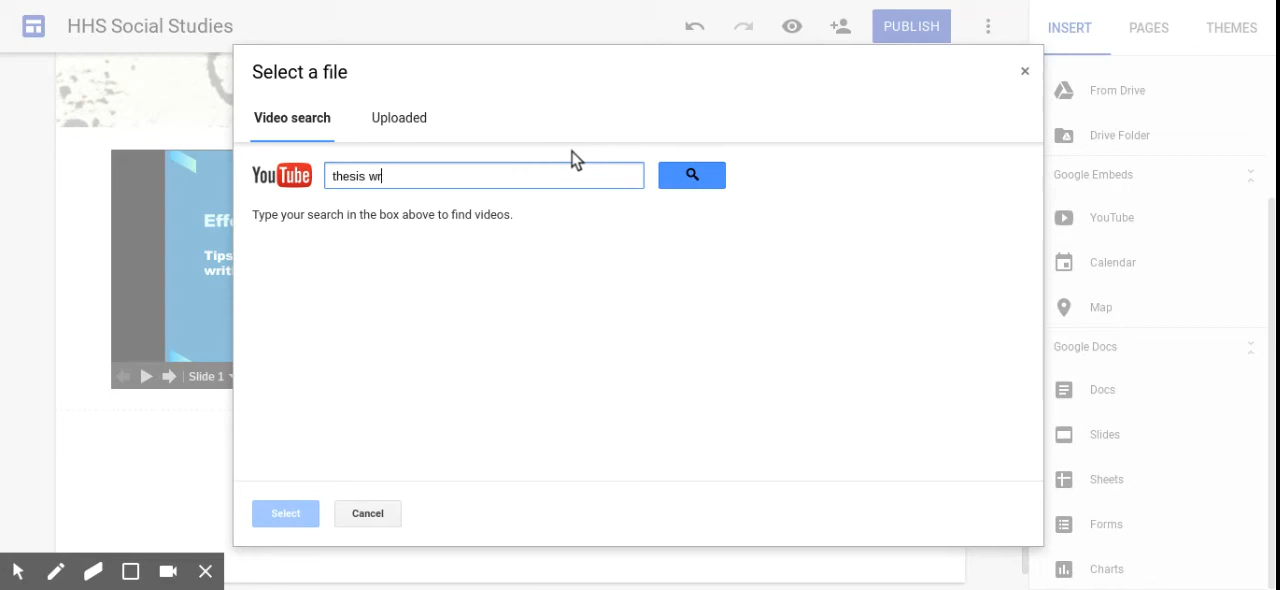 HHS Social Studies
PUBLISH
INSERT
PAGES
THEMES
Select a file
Video search
Uploaded
YouTube
thesis wr
Type your search in the box above to find videos.
Select
Cancel
Tips
writ
Slide 1
From Drive
Drive Folder
Google Embeds
YouTube
Calendar
Map
Google Docs
Docs
Slides
Sheets
Forms
Charts